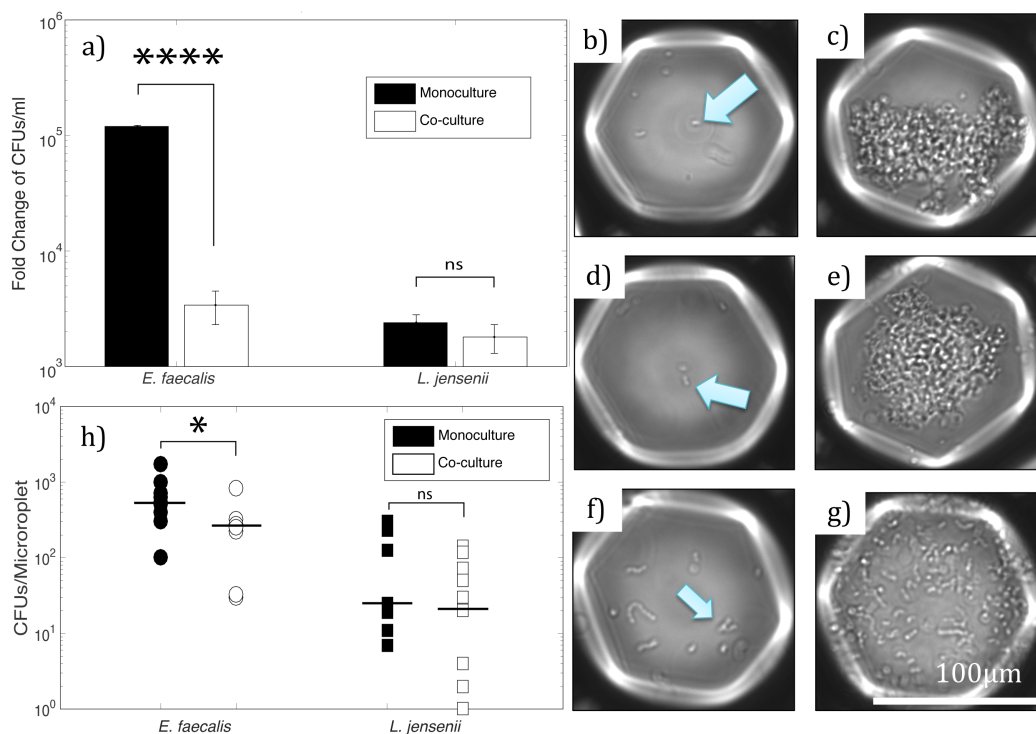 a)
Fold Change of CFUs/ml
10^6
10^5
10^4
10^3
****
ns
Monoculture
Co-culture
E. faecalis
L. jensenii
b)
c)
d)
e)
f)
g)
100μm
h)
CFUs/Microroplet
10^4
10^3
10^2
10^1
10^0
*
ns
Monoculture
Co-culture
E. faecalis
L. jensenii